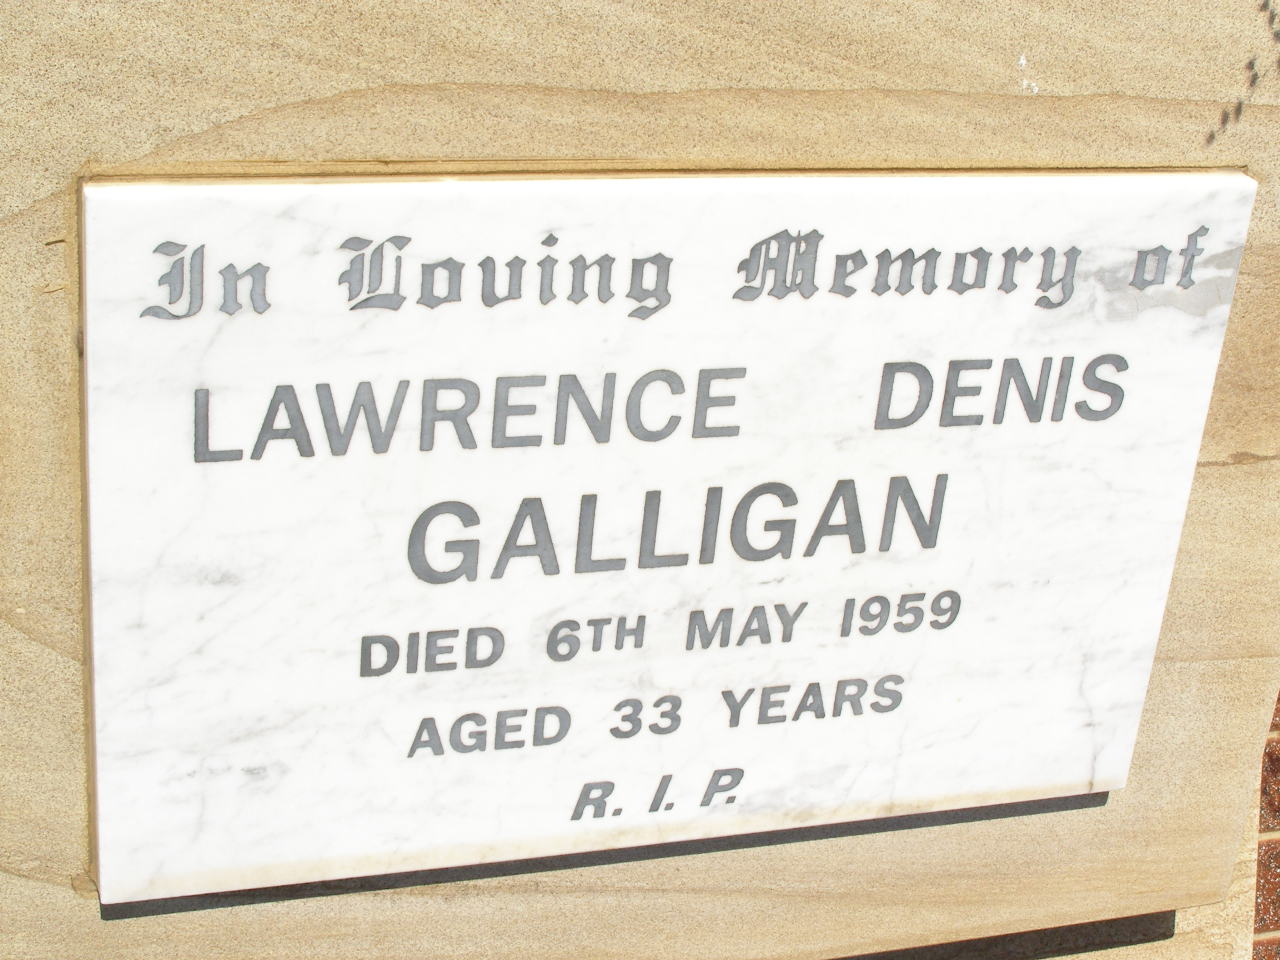 In Loving Memory of
LAWRENCE DENIS
GALLIGAN
DIED 6TH MAY 1959
AGED 33 YEARS
R. I. P.